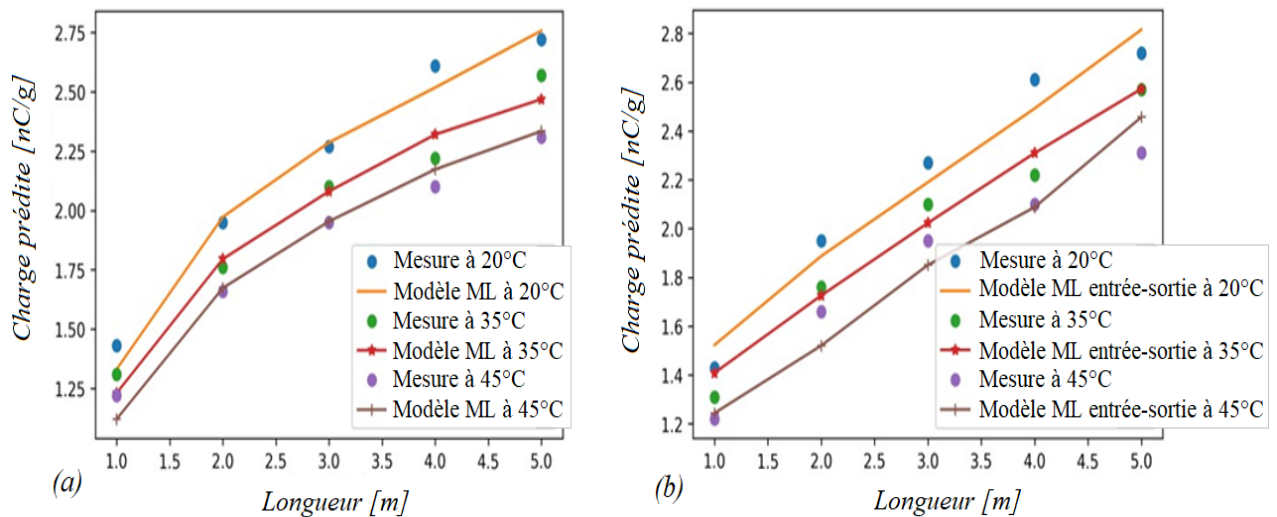 Charge prédite [nC/g]
2.75
2.50
2.25
2.00
1.75
1.50
1.25
1.0 1.5 2.0 2.5 3.0 3.5 4.0 4.5 5.0
Mesure à 20°C
Modèle ML à 20°C
Mesure à 35°C
Modèle ML à 35°C
Mesure à 45°C
Modèle ML à 45°C
(a)
Longueur [m]
Charge prédite [nC/g]
2.8
2.6
2.4
2.2
2.0
1.8
1.6
1.4
1.2
1.0 1.5 2.0 2.5 3.0 3.5 4.0 4.5 5.0
Mesure à 20°C
Modèle ML entrée-sortie à 20°C
Mesure à 35°C
Modèle ML entrée-sortie à 35°C
Mesure à 45°C
Modèle ML entrée-sortie à 45°C
(b)
Longueur [m]